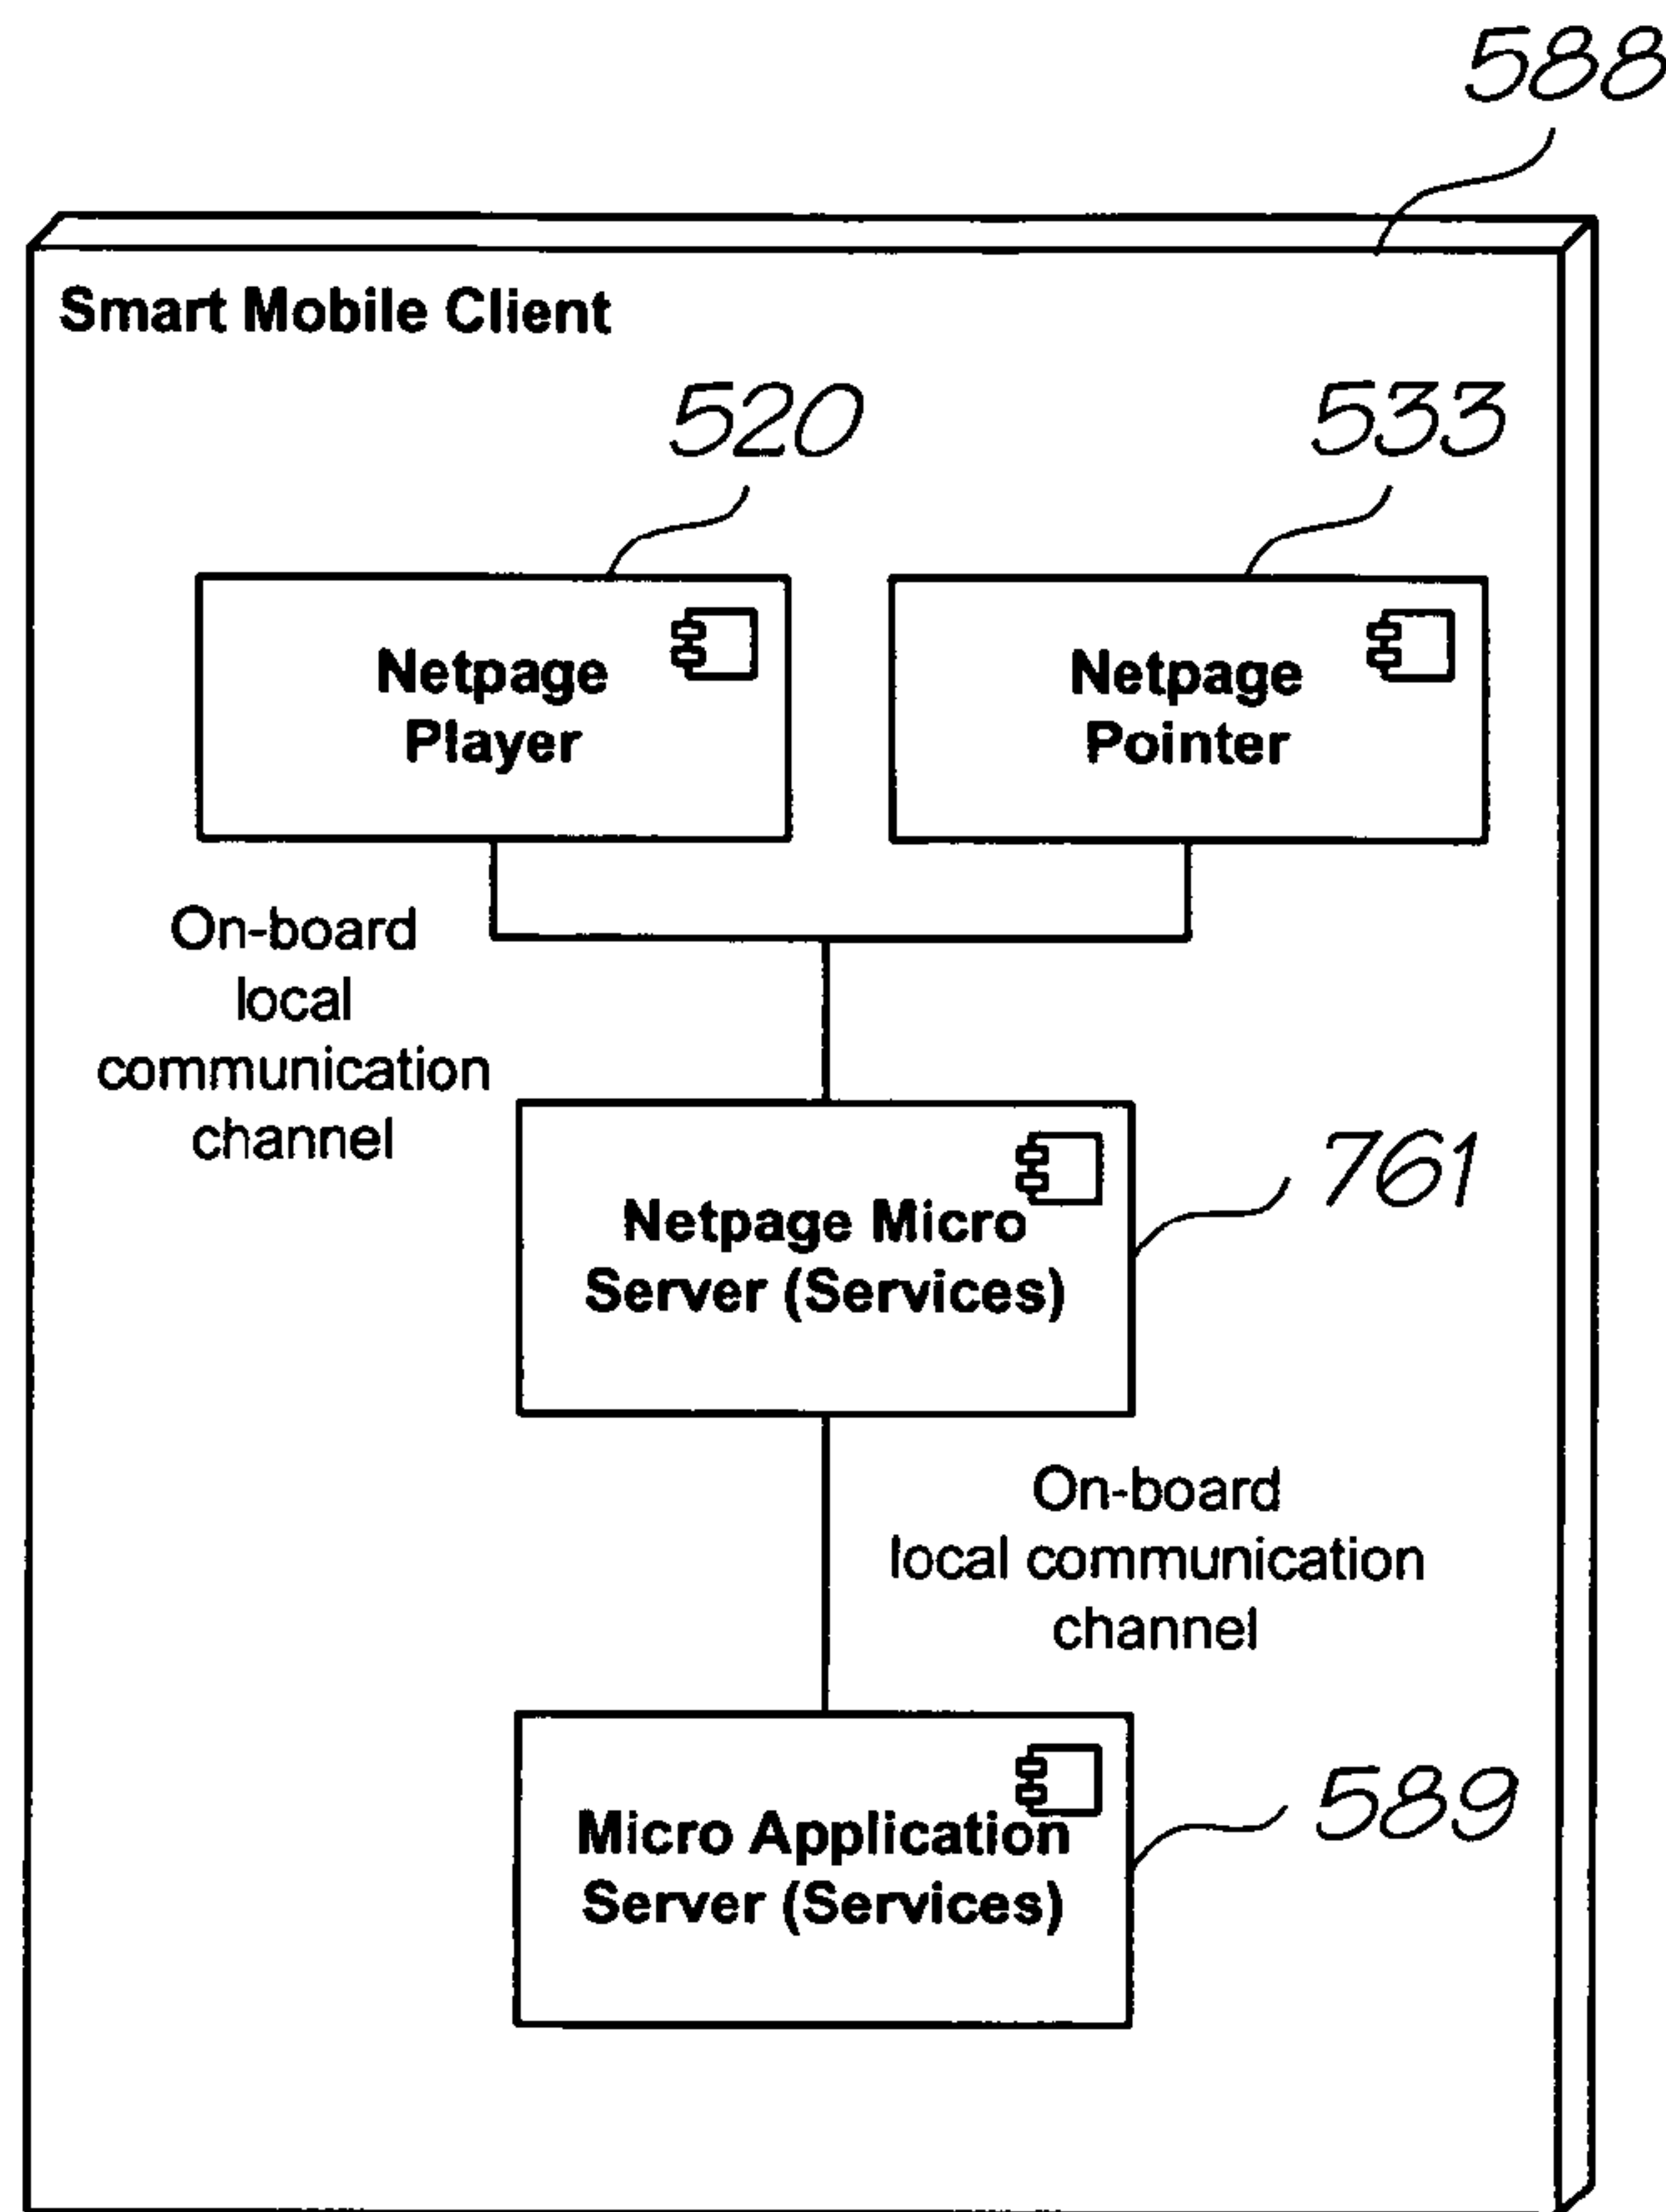 588
Smart Mobile Client
520
533
Netpage
Player
Netpage
Pointer
On-board
local
communication
channel
Netpage Micro
Server (Services)
761
On-board
local communication
channel
Micro Application
Server (Services)
589